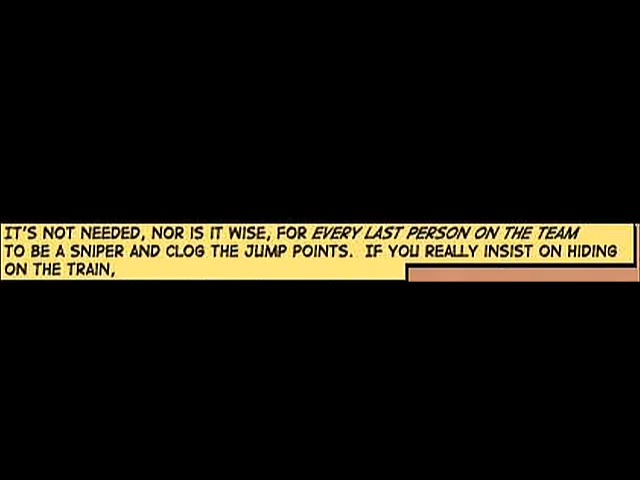 IT'S NOT NEEDED, NOR IS IT WISE, FOR EVERY LAST PERSON ON THE TEAM
TO BE A SNIPER AND CLOG THE JUMP POINTS. IF YOU REALLY INSIST ON HIDING
ON THE TRAIN,